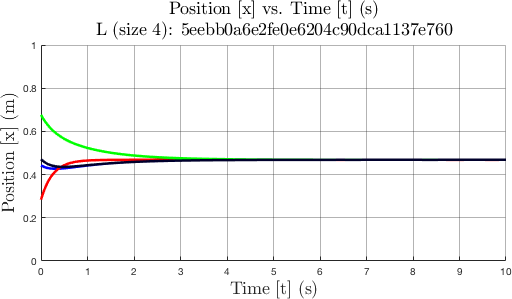 Position [x] vs. Time [t] (s)
L (size 4): 5eebb0a6e2fe0e6204c90dca1137e760
Position [x] (m)
1
0.8
0.6
0.4
0.2
0
0 1 2 3 4 5 6 7 8 9 10
Time [t] (s)